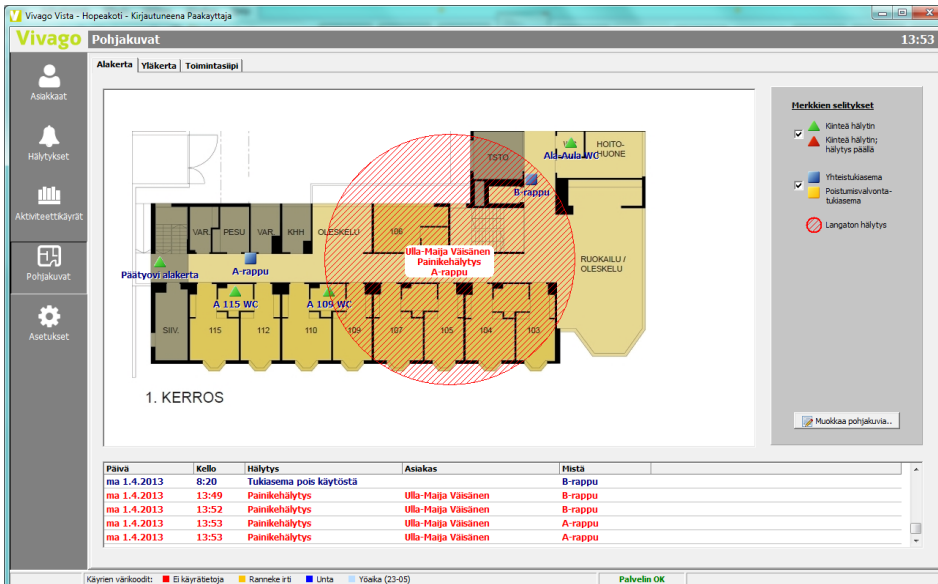 Vivago Vista - Hopeakoti - Kirjautuneena Paakayttaja
Vivago Pohjakuvat 13:53
Asiakkaat
Hälytykset
Aktiviteettikäyrät
Pohjakuvat
Asetukset
Alakerta Yläkerta Toimintasiipi
TSTO
HOITO-
HUONE
Ala-Aula-WC
B-rappu
VAR. PESU VAR. KHH OLESKELU 106
Ulla-Maija Väisänen
Painikehälytys
A-rappu
RUOKAILU /
OLESKELU
Päätyovi alakerta
A-rappu
A 115 WC
A 109 WC
SIIV. 115 112 110 109 107 105 104 103
1. KERROS
Merkkien selitykset
Kiinteä hälytin
Kiinteä hälytin;
hälytys päällä
Yhteistukiasema
Poistumisvalvonta-
tukiasema
Langaton hälytys
Muokkaa pohjakuvia..
Päivä Kello Hälytys Asiakas Mistä
ma 1.4.2013 8:20 Tukiasema pois käytöstä B-rappu
ma 1.4.2013 13:49 Painikehälytys Ulla-Maija Väisänen B-rappu
ma 1.4.2013 13:52 Painikehälytys Ulla-Maija Väisänen B-rappu
ma 1.4.2013 13:53 Painikehälytys Ulla-Maija Väisänen A-rappu
ma 1.4.2013 13:53 Painikehälytys Ulla-Maija Väisänen A-rappu
Käyrien värikoodit: Ei käyrätietoja Ranneke irti Unta Yöaika (23-05) Palvelin OK